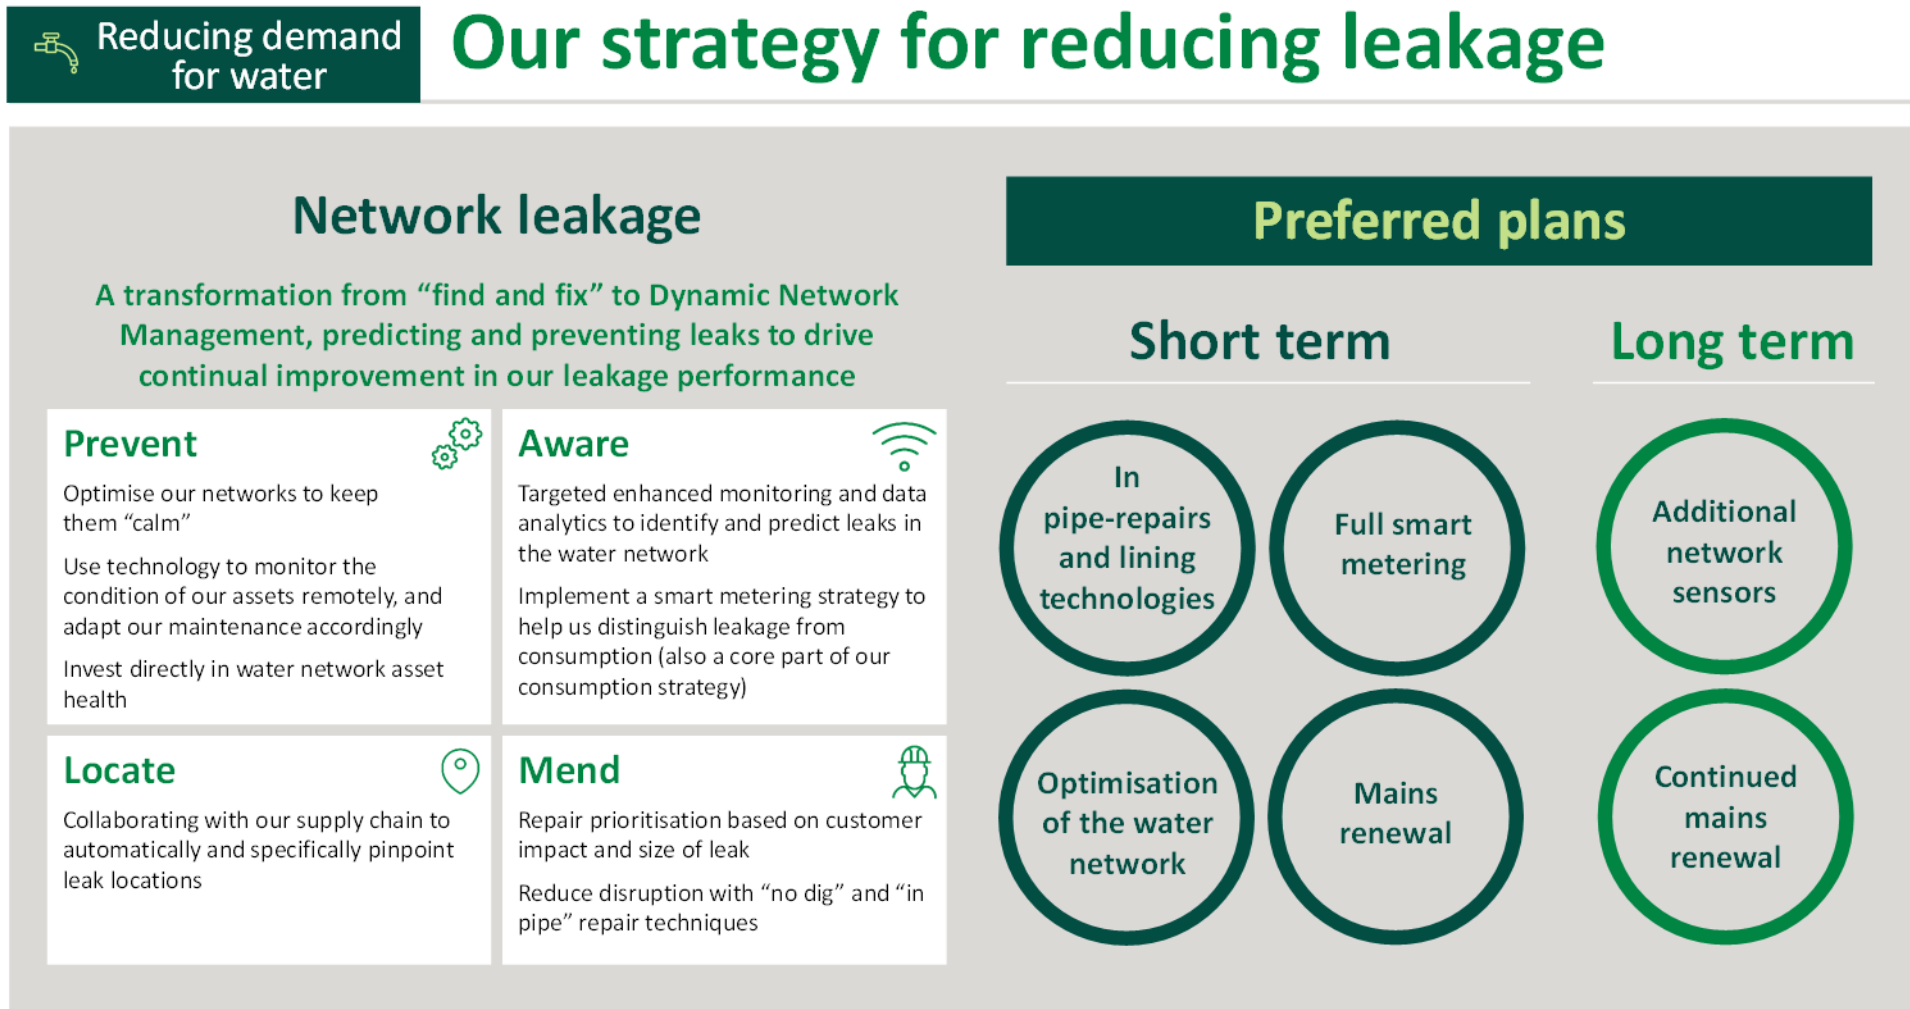 Reducing demand
for water
Our strategy for reducing leakage
Network leakage
A transformation from “find and fix” to Dynamic Network
Management, predicting and preventing leaks to drive
continual improvement in our leakage performance
Prevent
Optimise our networks to keep
them “calm”
Use technology to monitor the
condition of our assets remotely, and
adapt our maintenance accordingly
Invest directly in water network asset
health
Aware
Targeted enhanced monitoring and data
analytics to identify and predict leaks in
the water network
Implement a smart metering strategy to
help us distinguish leakage from
consumption (also a core part of our
consumption strategy)
Locate
Collaborating with our supply chain to
automatically and specifically pinpoint
leak locations
Mend
Repair prioritisation based on customer
impact and size of leak
Reduce disruption with “no dig” and “in
pipe” repair techniques
Preferred plans
Short term
In
pipe-repairs
and lining
technologies
Full smart
metering
Optimisation
of the water
network
Mains
renewal
Long term
Additional
network
sensors
Continued
mains
renewal